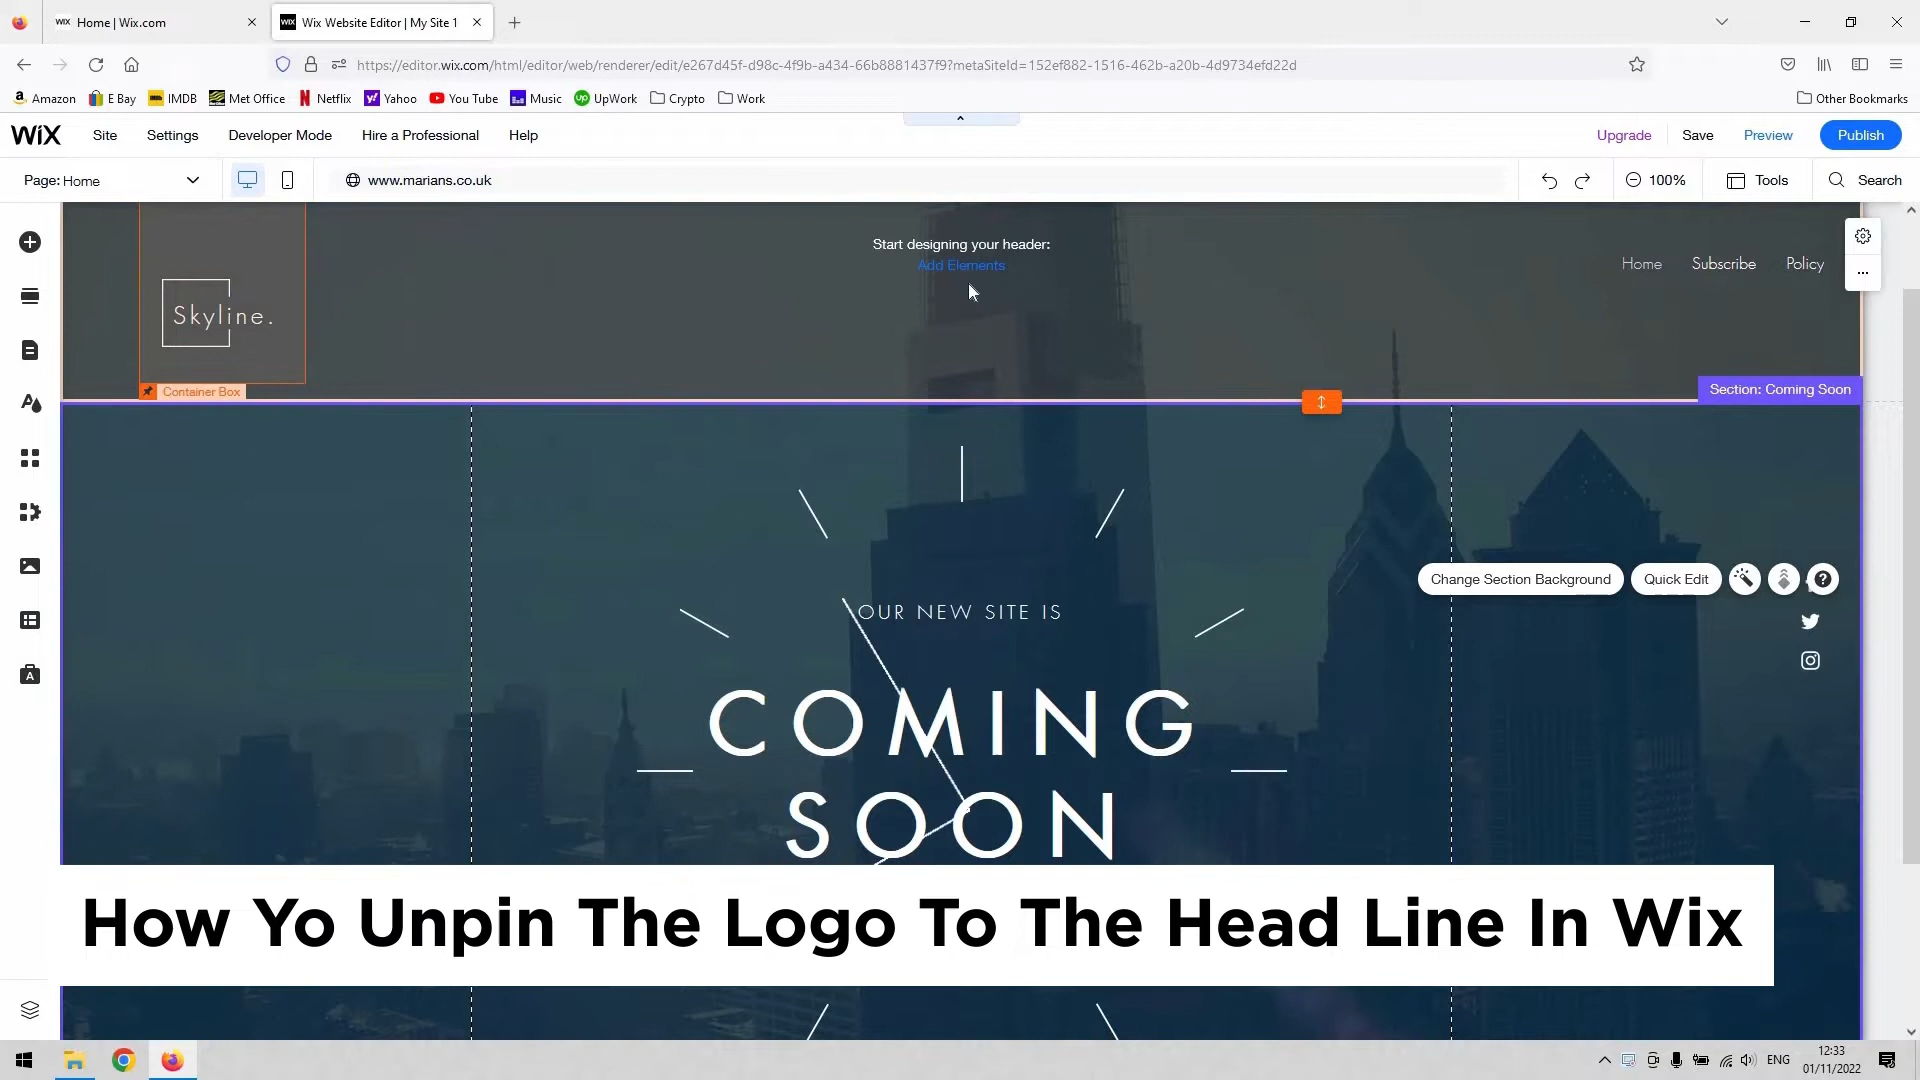 Home | Wix.com
Wix Website Editor | My Site 1
https://editor.wix.com/html/editor/web/renderer/edit/e267d45f-d98c-4f9b-a434-66b8881437f9?metaSiteId=152ef882-1516-462b-a20b-4d9734efd22d
Amazon E Bay IMDB Met Office Netflix Yahoo You Tube Music UpWork Crypto Work Other Bookmarks
WIX Site Settings Developer Mode Hire a Professional Help Upgrade Save Preview Publish
Page: Home www.marians.co.uk 100% Tools Search
Start designing your header:
Add Elements
Home Subscribe Policy
Skyline.
Container Box
Section: Coming Soon
Change Section Background Quick Edit
OUR NEW SITE IS
COMING
SOON
How Yo Unpin The Logo To The Head Line In Wix
ENG
12:33
01/11/2022